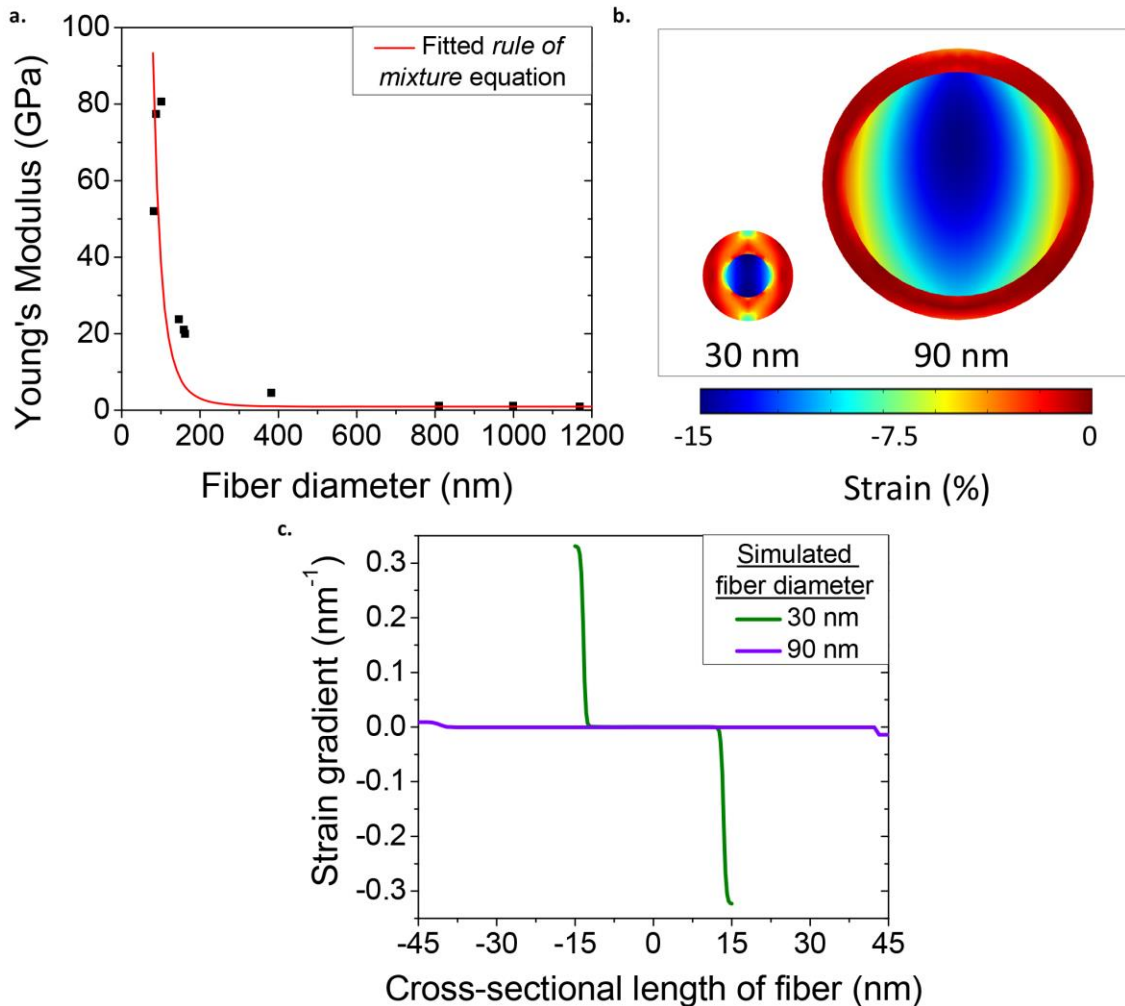 a.
Young's Modulus (GPa)
100
80
60
40
20
0
Fitted rule of
mixture equation
0 200 400 600 800 1000 1200
Fiber diameter (nm)
b.
30 nm 90 nm
-15 -7.5 0
Strain (%)
c.
Strain gradient (nm⁻¹)
0.3
0.2
0.1
0.0
-0.1
-0.2
-0.3
Simulated
fiber diameter
30 nm
90 nm
-45 -30 -15 0 15 30 45
Cross-sectional length of fiber (nm)